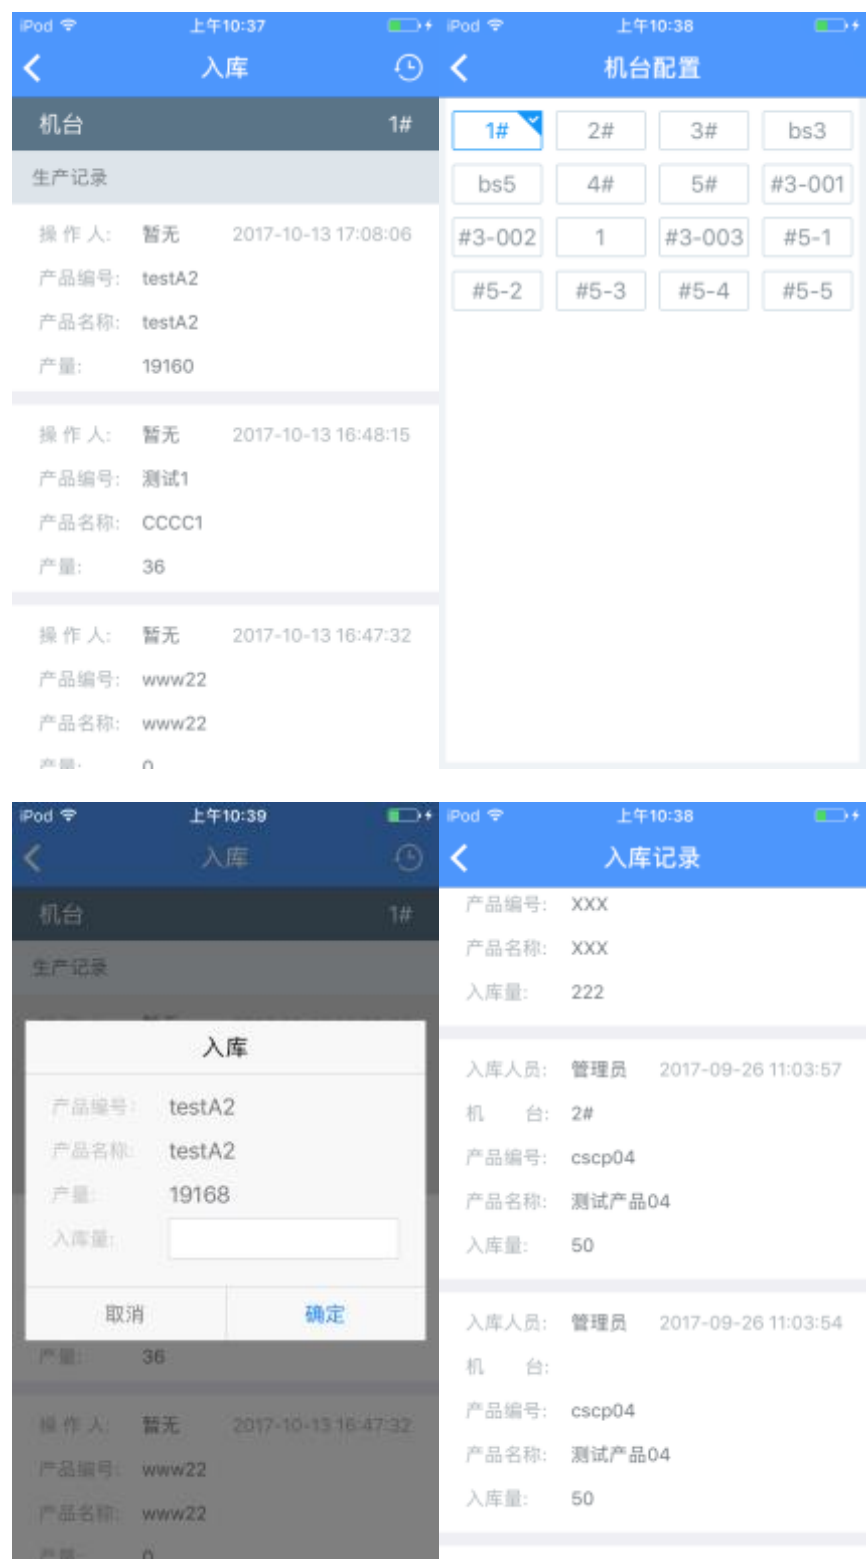 iPod 上午10:37
入库
机台 1#
生产记录
操 作 人: 暂无 2017-10-13 17:08:06
产品编号: testA2
产品名称: testA2
产量: 19160
操 作 人: 暂无 2017-10-13 16:48:15
产品编号: 测试1
产品名称: CCCC1
产量: 36
操 作 人: 暂无 2017-10-13 16:47:32
产品编号: www22
产品名称: www22
产量: 0
iPod 上午10:38
机台配置
1# 2# 3# bs3
bs5 4# 5# #3-001
#3-002 1 #3-003 #5-1
#5-2 #5-3 #5-4 #5-5
iPod 上午10:39
入库
机台 1#
生产记录
入库
产品编号: testA2
产品名称: testA2
产量: 19168
入库量:
取消 确定
产量: 36
操 作 人: 暂无 2017-10-13 16:47:32
产品编号: www22
产品名称: www22
产量: 0
iPod 上午10:38
入库记录
产品编号: XXX
产品名称: XXX
入库量: 222
入库人员: 管理员 2017-09-26 11:03:57
机 台: 2#
产品编号: cscp04
产品名称: 测试产品04
入库量: 50
入库人员: 管理员 2017-09-26 11:03:54
机 台:
产品编号: cscp04
产品名称: 测试产品04
入库量: 50